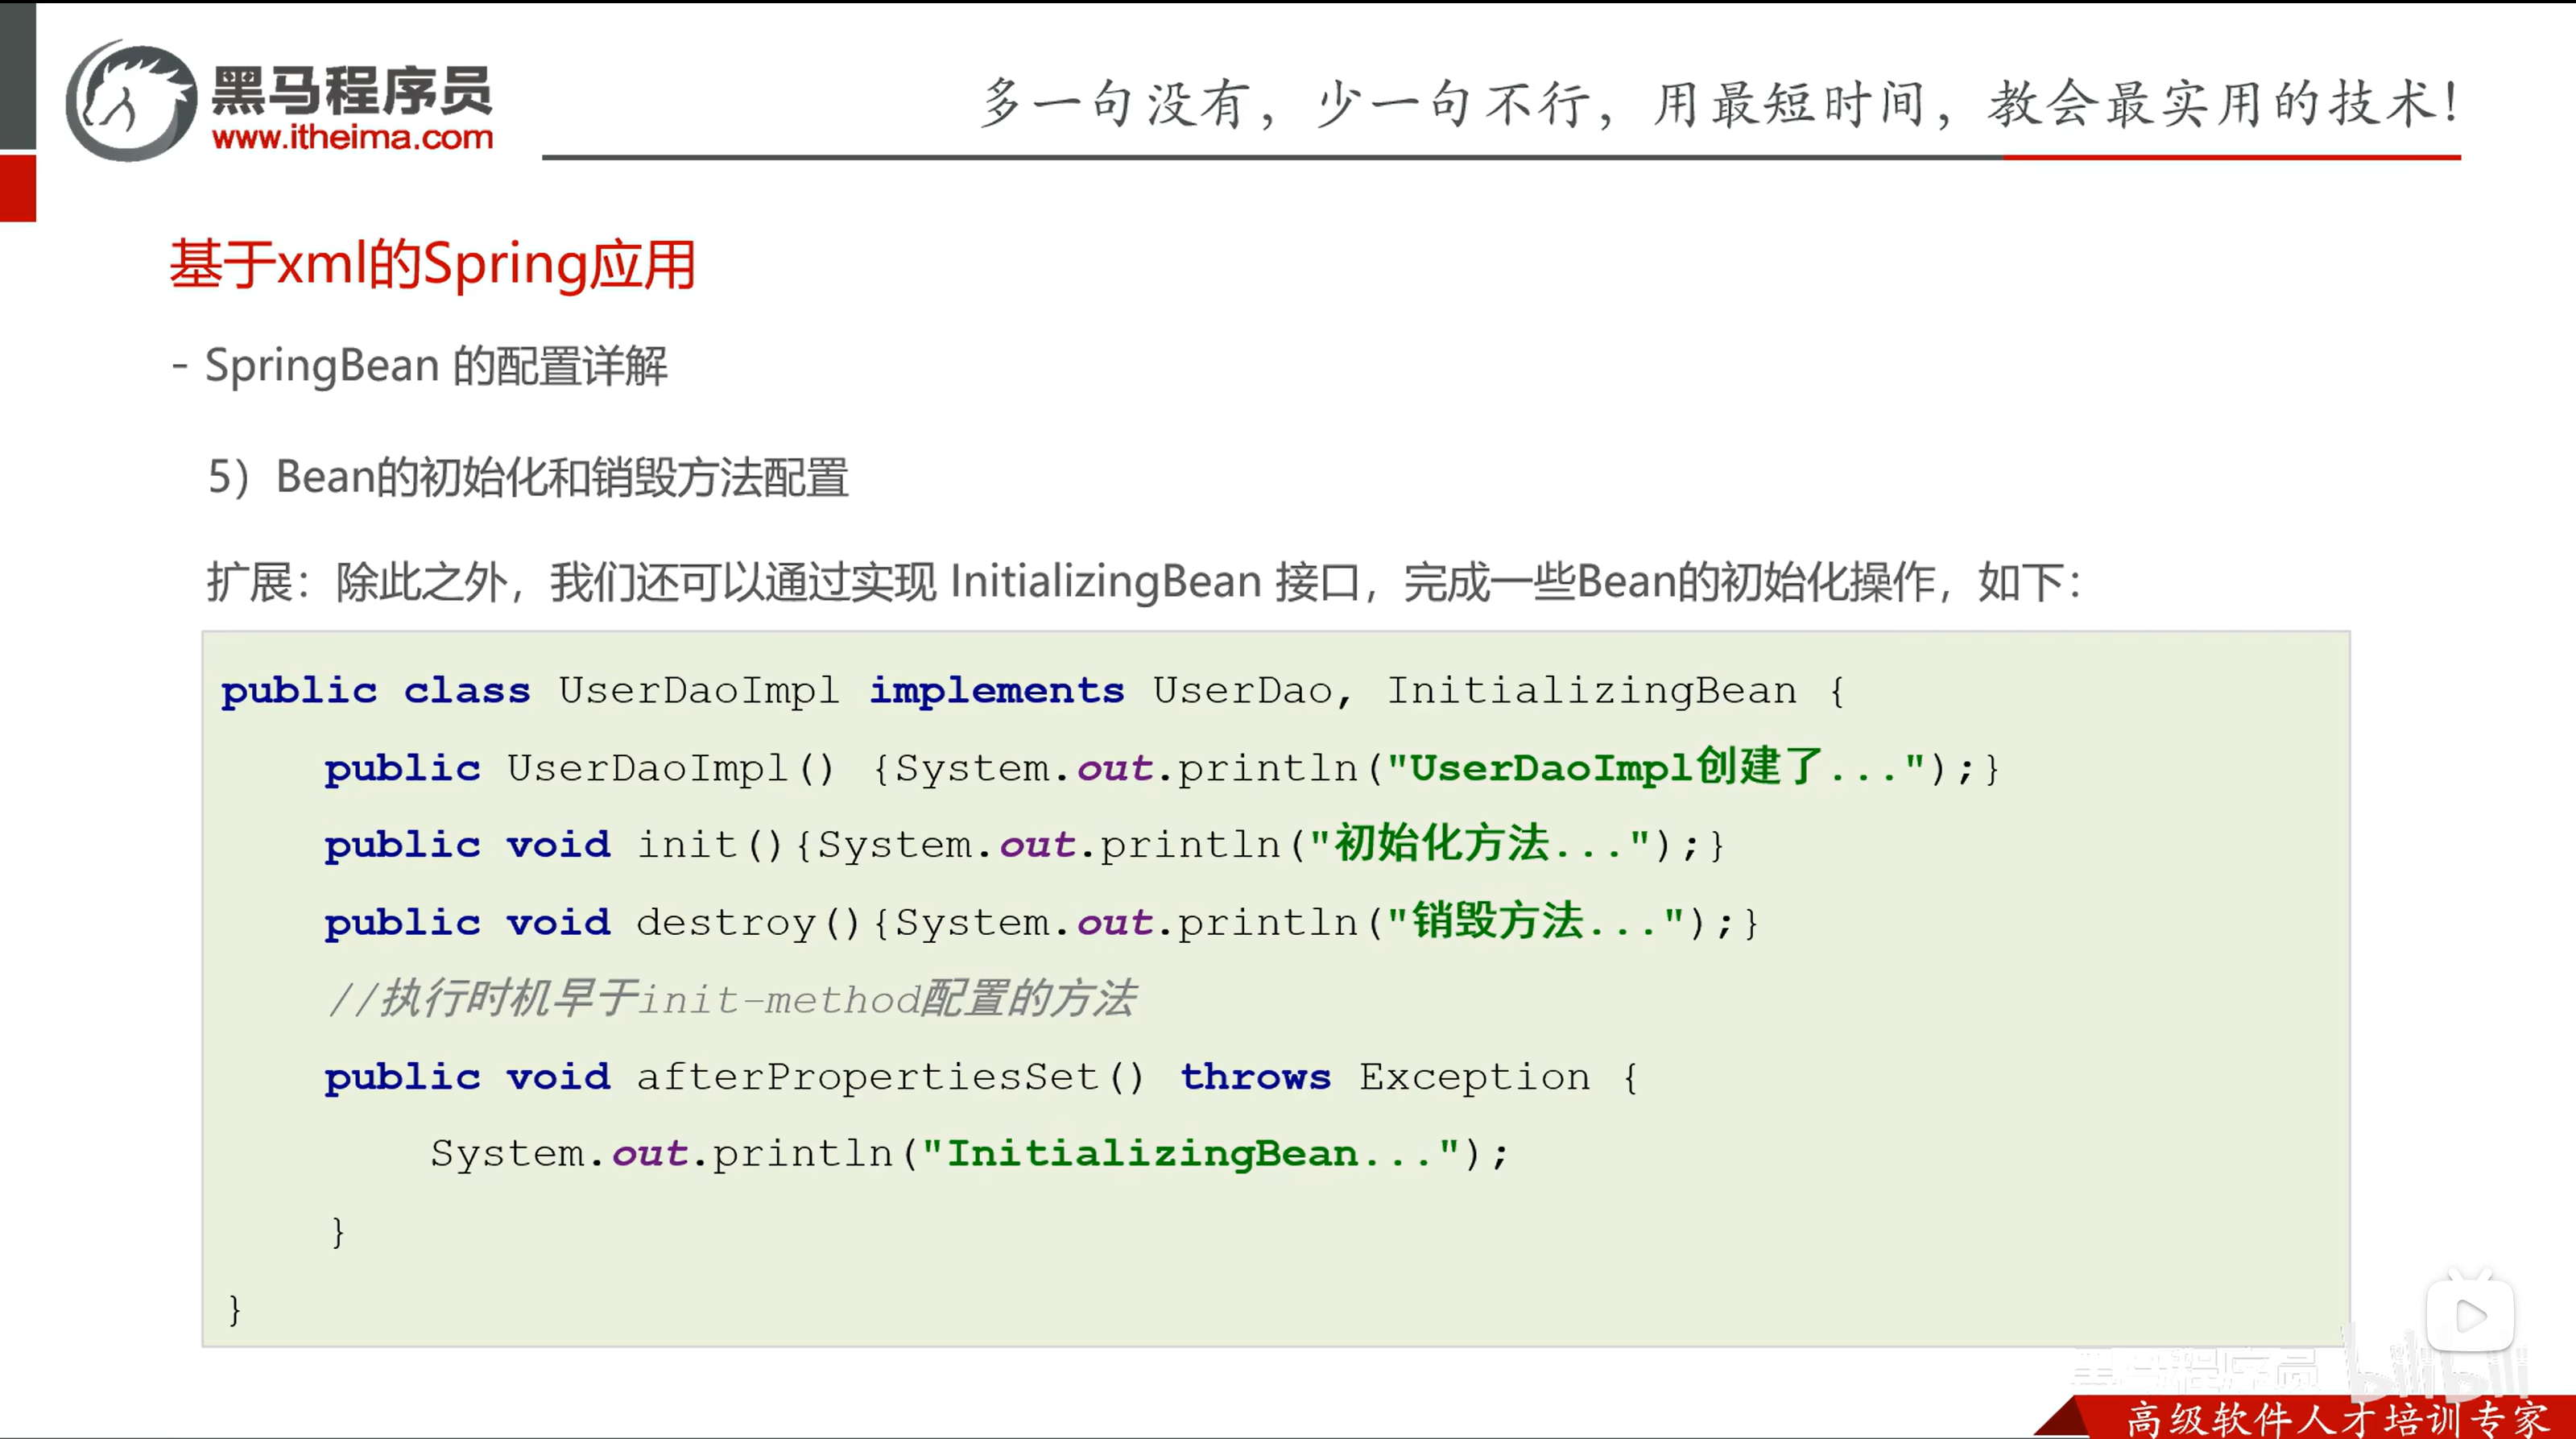 黑马程序员
www.itheima.com
多一句没有，少一句不行，用最短时间，教会最实用的技术！
基于xml的Spring应用
- SpringBean 的配置详解
5）Bean的初始化和销毁方法配置
扩展：除此之外，我们还可以通过实现 InitializingBean 接口，完成一些Bean的初始化操作，如下：
public class UserDaoImpl implements UserDao, InitializingBean {
    public UserDaoImpl() {System.out.println("UserDaoImpl创建了...");}
    public void init(){System.out.println("初始化方法...");}
    public void destroy(){System.out.println("销毁方法...");}
    //执行时机早于init-method配置的方法
    public void afterPropertiesSet() throws Exception {
        System.out.println("InitializingBean...");
    }
}
黑马程序员 bilibili
高级软件人才培训专家